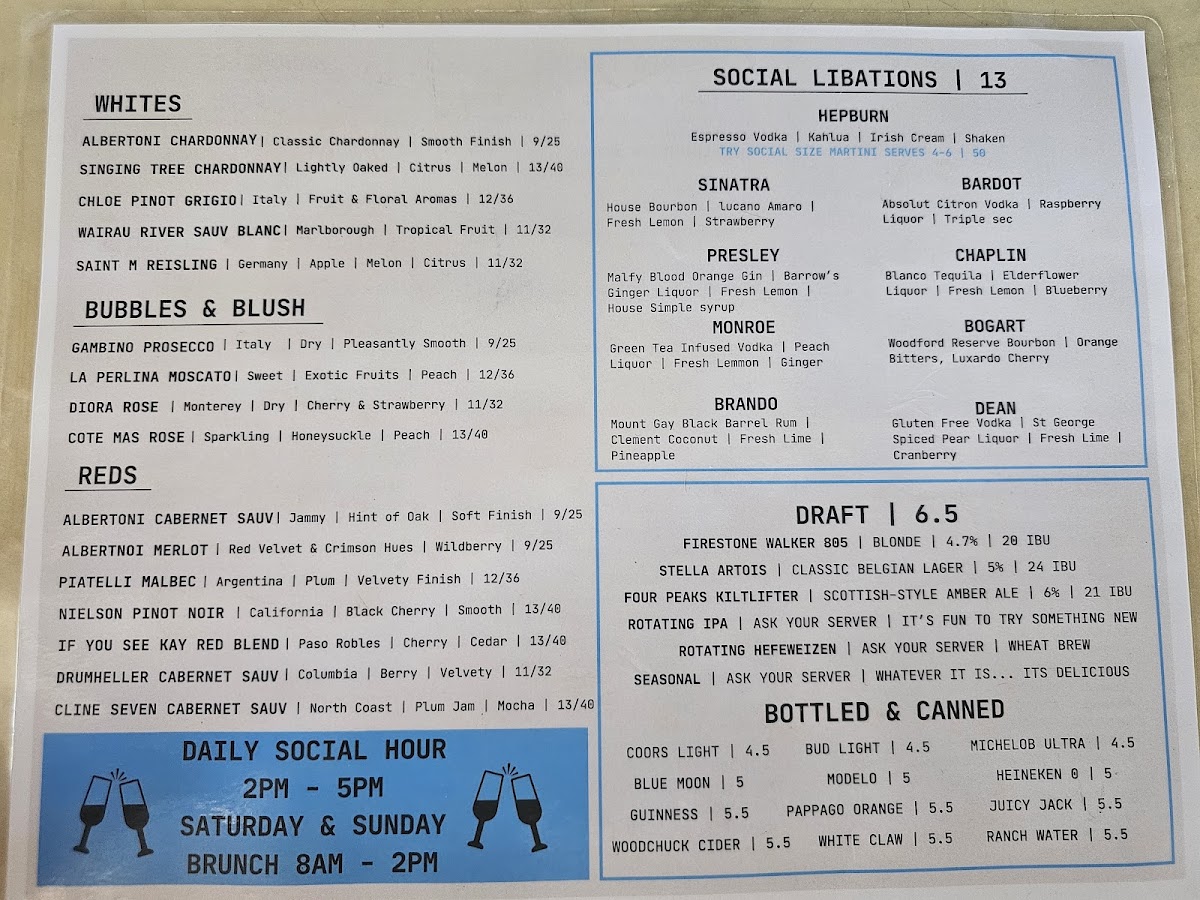 WHITES
ALBERTONI CHARDONNAY| Classic Chardonnay | Smooth Finish | 9/25
SINGING TREE CHARDONNAY| Lightly Oaked | Citrus | Melon | 13/40
CHLOE PINOT GRIGIO| Italy | Fruit & Floral Aromas | 12/36
WAIRAU RIVER SAUV BLANC| Marlborough | Tropical Fruit | 11/32
SAINT M REISLING | Germany | Apple | Melon | Citrus | 11/32
BUBBLES & BLUSH
GAMBINO PROSECCO | Italy | Dry | Pleasantly Smooth | 9/25
LA PERLINA MOSCATO| Sweet | Exotic Fruits | Peach | 12/36
DIORA ROSE | Monterey | Dry | Cherry & Strawberry | 11/32
COTE MAS ROSE | Sparkling | Honeysuckle | Peach | 13/40
REDS
ALBERTONI CABERNET SAUV| Jammy | Hint of Oak | Soft Finish | 9/25
ALBERTNOI MERLOT | Red Velvet & Crimson Hues | Wildberry | 9/25
PIATELLI MALBEC | Argentina | Plum | Velvety Finish | 12/36
NIELSON PINOT NOIR | California | Black Cherry | Smooth | 13/40
IF YOU SEE KAY RED BLEND| Paso Robles | Cherry | Cedar | 13/40
DRUMHELLER CABERNET SAUV| Columbia | Berry | Velvety | 11/32
CLINE SEVEN CABERNET SAUV | North Coast | Plum Jam | Mocha | 13/40
DAILY SOCIAL HOUR
2PM - 5PM
SATURDAY & SUNDAY
BRUNCH 8AM - 2PM
SOCIAL LIBATIONS | 13
HEPBURN
Espresso Vodka | Kahlua | Irish Cream | Shaken
TRY SOCIAL SIZE MARTINI SERVES 4-6 | 50
SINATRA
House Bourbon | lucano Amaro |
Fresh Lemon | Strawberry
BARDOT
Absolut Citron Vodka | Raspberry
Liquor | Triple sec
PRESLEY
Malfy Blood Orange Gin | Barrow's
Ginger Liquor | Fresh Lemon |
House Simple syrup
CHAPLIN
Blanco Tequila | Elderflower
Liquor | Fresh Lemon | Blueberry
MONROE
Green Tea Infused Vodka | Peach
Liquor | Fresh Lemmon | Ginger
BOGART
Woodford Reserve Bourbon | Orange
Bitters, Luxardo Cherry
BRANDO
Mount Gay Black Barrel Rum |
Clement Coconut | Fresh Lime |
Pineapple
DEAN
Gluten Free Vodka | St George
Spiced Pear Liquor | Fresh Lime |
Cranberry
DRAFT | 6.5
FIRESTONE WALKER 805 | BLONDE | 4.7% | 20 IBU
STELLA ARTOIS | CLASSIC BELGIAN LAGER | 5% | 24 IBU
FOUR PEAKS KILTLIFTER | SCOTTISH-STYLE AMBER ALE | 6% | 21 IBU
ROTATING IPA | ASK YOUR SERVER | IT'S FUN TO TRY SOMETHING NEW
ROTATING HEFEWEIZEN | ASK YOUR SERVER | WHEAT BREW
SEASONAL | ASK YOUR SERVER | WHATEVER IT IS... ITS DELICIOUS
BOTTLED & CANNED
COORS LIGHT | 4.5 BUD LIGHT | 4.5 MICHELOB ULTRA | 4.5
BLUE MOON | 5 MODELO | 5 HEINEKEN 0 | 5
GUINNESS | 5.5 PAPPAGO ORANGE | 5.5 JUICY JACK | 5.5
WOODCHUCK CIDER | 5.5 WHITE CLAW | 5.5 RANCH WATER | 5.5